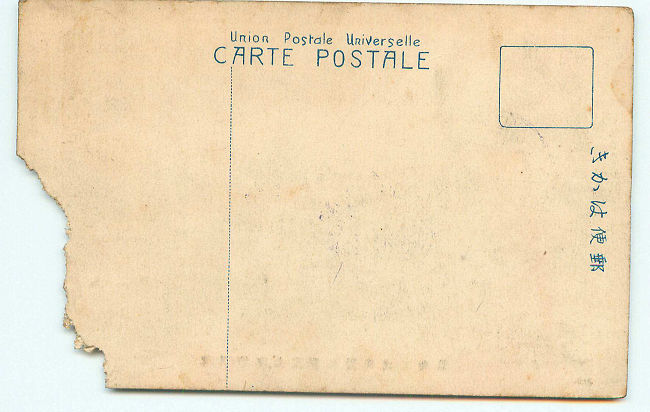 Union Postale Universelle
CARTE POSTALE
郵便はかき